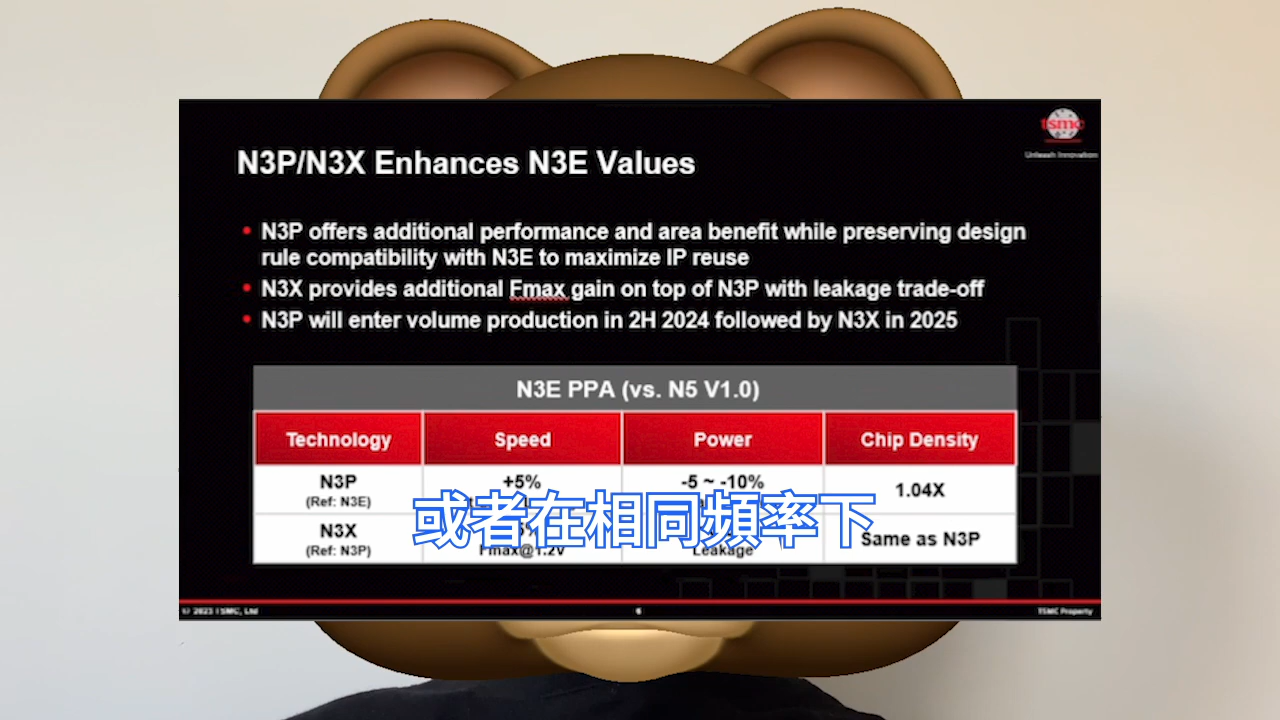 tsmc
Unleash Innovation
N3P/N3X Enhances N3E Values
• N3P offers additional performance and area benefit while preserving design
rule compatibility with N3E to maximize IP reuse
• N3X provides additional Fmax gain on top of N3P with leakage trade-off
• N3P will enter volume production in 2H 2024 followed by N3X in 2025
N3E PPA (vs. N5 V1.0)
Technology Speed Power Chip Density
N3P +5% -5 ~ -10% 1.04X
(Ref: N3E)
或者在相同頻率下
N3X Same as N3P
(Ref: N3P) Fmax@1.2V Leakage
© 2023 TSMC, Ltd 6 TSMC Property